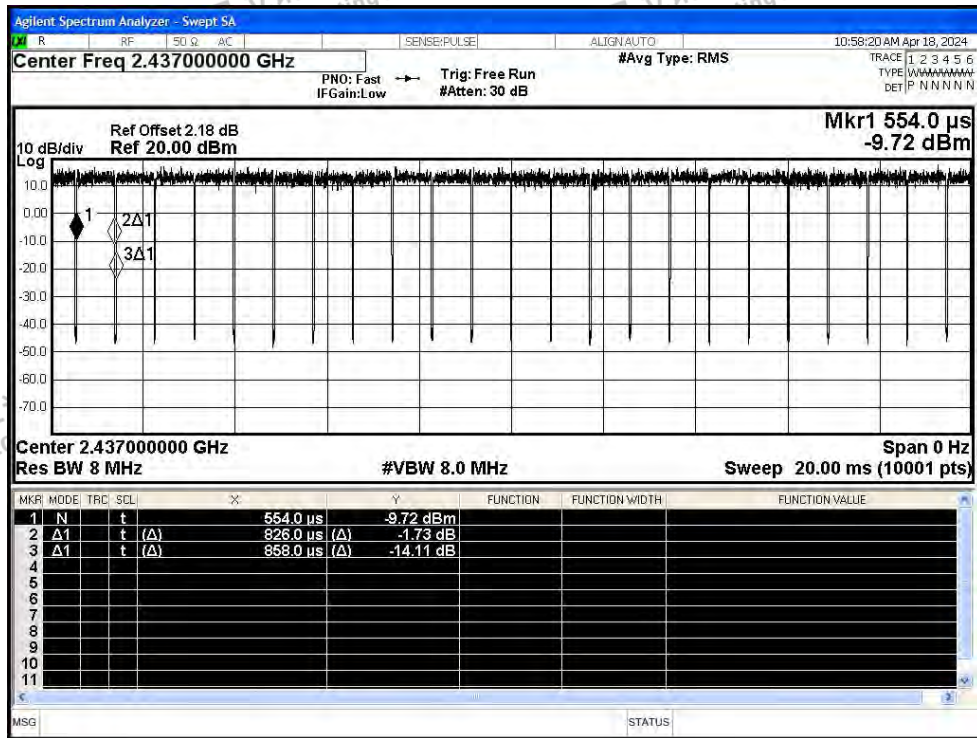 Agilent Spectrum Analyzer - Swept SA
LXI R RF 50 Ω AC SENSE:PULSE ALIGN AUTO 10:58:20 AM Apr 18, 2024
Center Freq 2.437000000 GHz
#Avg Type: RMS
TRACE 1 2 3 4 5 6
TYPE WWWWWW
DET P N N N N N
PNO: Fast
IFGain:Low
Trig: Free Run
#Atten: 30 dB
Mkr1 554.0 µs
-9.72 dBm
Ref Offset 2.18 dB
10 dB/div Ref 20.00 dBm
Log
10.0
0.00
-10.0
-20.0
-30.0
-40.0
-50.0
-60.0
-70.0
1
2Δ1
3Δ1
Center 2.437000000 GHz Span 0 Hz
Res BW 8 MHz #VBW 8.0 MHz Sweep 20.00 ms (10001 pts)
MKR MODE TRC SCL X Y FUNCTION FUNCTION WIDTH FUNCTION VALUE
1 N t 554.0 µs -9.72 dBm
2 Δ1 t (Δ) 826.0 µs (Δ) -1.73 dB
3 Δ1 t (Δ) 858.0 µs (Δ) -14.11 dB
4
5
6
7
8
9
10
11
MSG STATUS